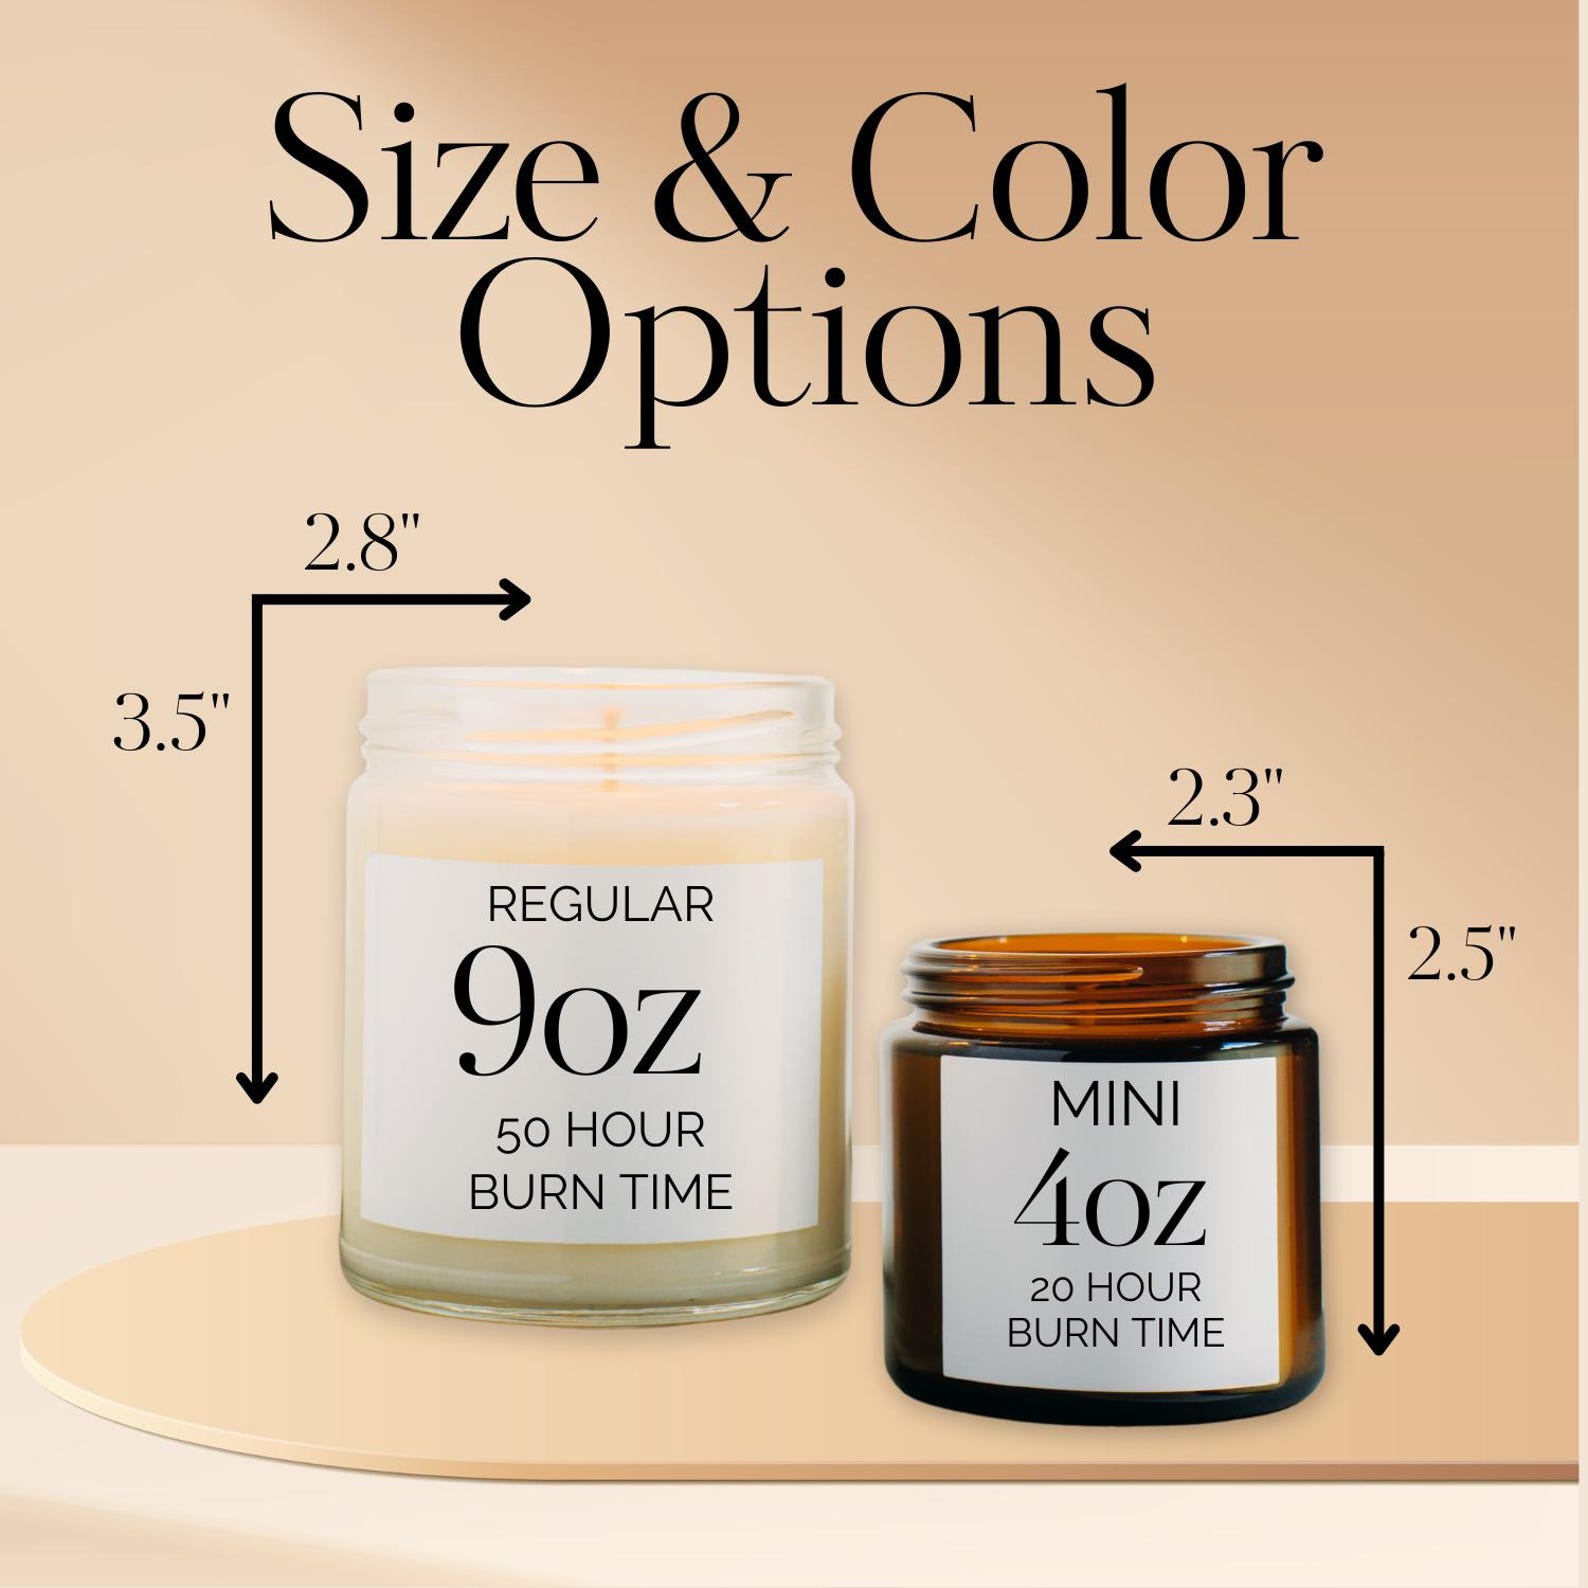 Size & Color
Options
2.8"
3.5"
REGULAR
9oz
50 HOUR
BURN TIME
2.3"
2.5"
MINI
4oz
20 HOUR
BURN TIME